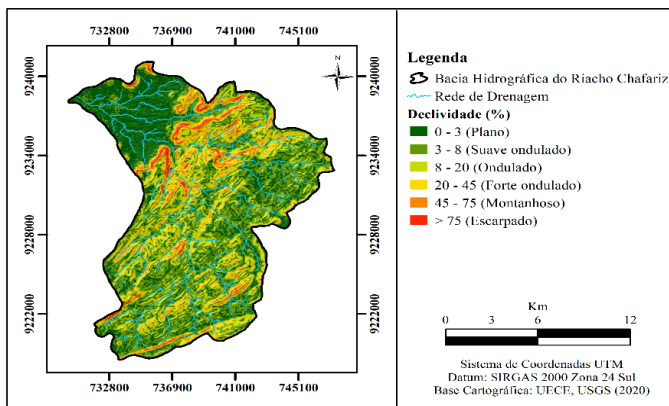 732800 736900 741000 745100
9240000
9234000
9228000
9222000
N
9240000
9234000
9228000
9222000
732800 736900 741000 745100
Legenda
Bacia Hidrográfica do Riacho Chafariz
Rede de Drenagem
Declividade (%)
0 - 3 (Plano)
3 - 8 (Suave ondulado)
8 - 20 (Ondulado)
20 - 45 (Forte ondulado)
45 - 75 (Montanhoso)
> 75 (Escarpado)
Km
0 3 6 12
Sistema de Coordenadas UTM
Datum: SIRGAS 2000 Zona 24 Sul
Base Cartográfica: UECE, USGS (2020)